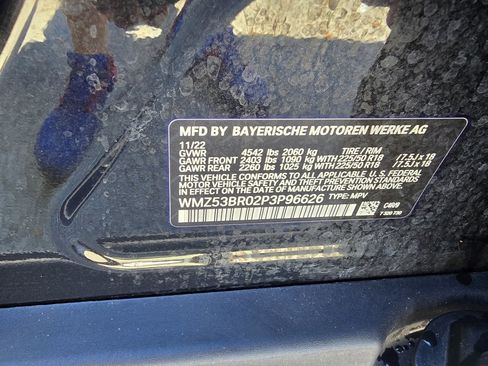 MFD BY BAYERISCHE MOTOREN WERKE AG
11/22 TIRE / RIM
GVWR 4542 lbs 2060 kg
GAWR FRONT 2403 lbs 1090 kg WITH 225/50 R18 /7.5J x 18
GAWR REAR 2260 lbs 1025 kg WITH 225/50 R18 /7.5J x 18
THIS VEHICLE CONFORMS TO ALL APPLICABLE U.S. FEDERAL
MOTOR VEHICLE SAFETY, BUMPER, AND THEFT PREVENTION
STANDARDS IN EFFECT ON THE DATE OF MANUFACTURE SHOWN ABOVE.
WMZ53BR02P3P96626 TYPE: MPV